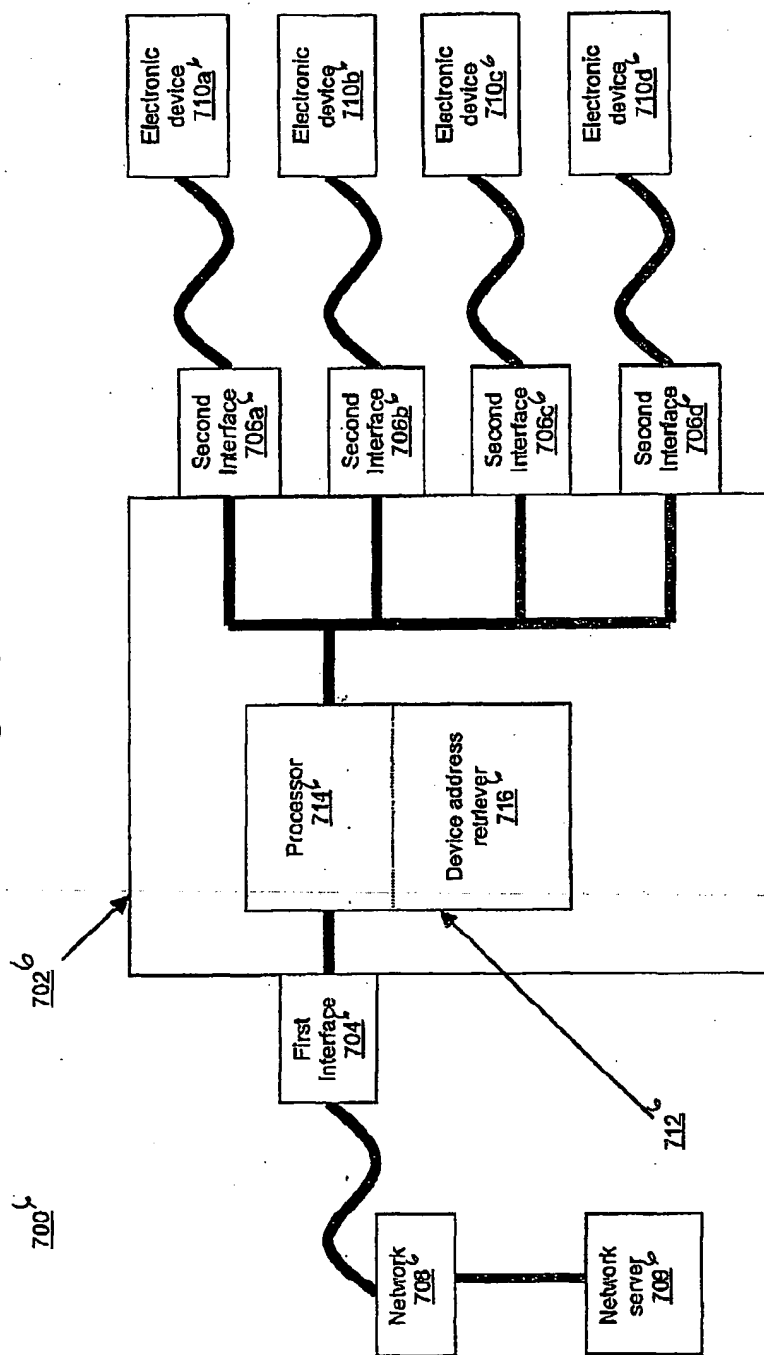 700
702
Network
708
Network
server
709
First
Interface
704
712
Processor
714
Device address
retriever
716
Second
Interface
706a
Second
Interface
706b
Second
Interface
706c
Second
Interface
706d
Electronic
device
710a
Electronic
device
710b
Electronic
device
710c
Electronic
device
710d